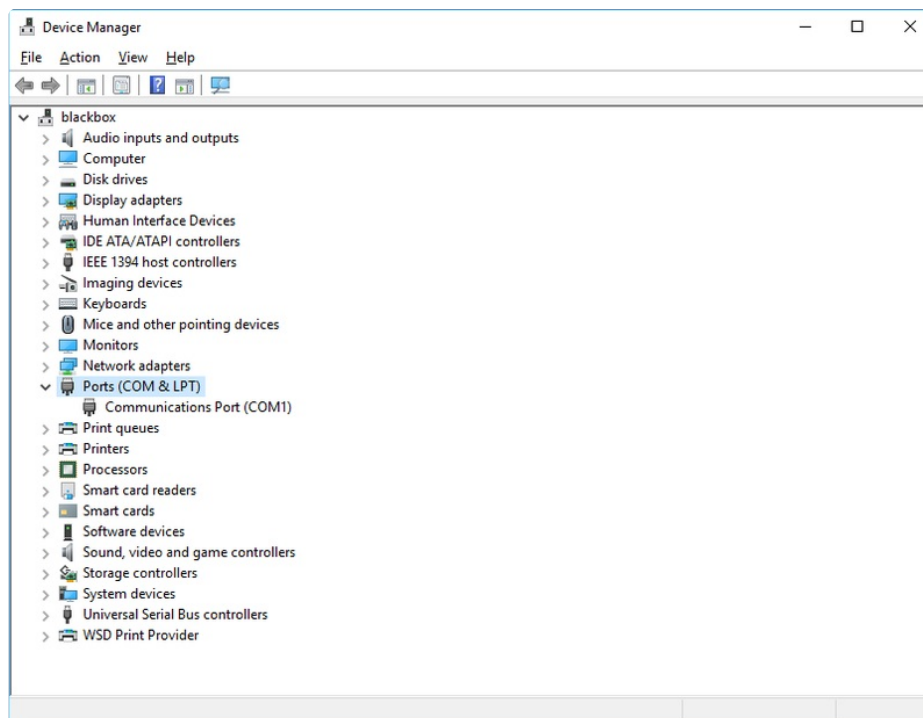 Device Manager
File Action View Help
blackbox
Audio inputs and outputs
Computer
Disk drives
Display adapters
Human Interface Devices
IDE ATA/ATAPI controllers
IEEE 1394 host controllers
Imaging devices
Keyboards
Mice and other pointing devices
Monitors
Network adapters
Ports (COM & LPT)
Communications Port (COM1)
Print queues
Printers
Processors
Smart card readers
Smart cards
Software devices
Sound, video and game controllers
Storage controllers
System devices
Universal Serial Bus controllers
WSD Print Provider